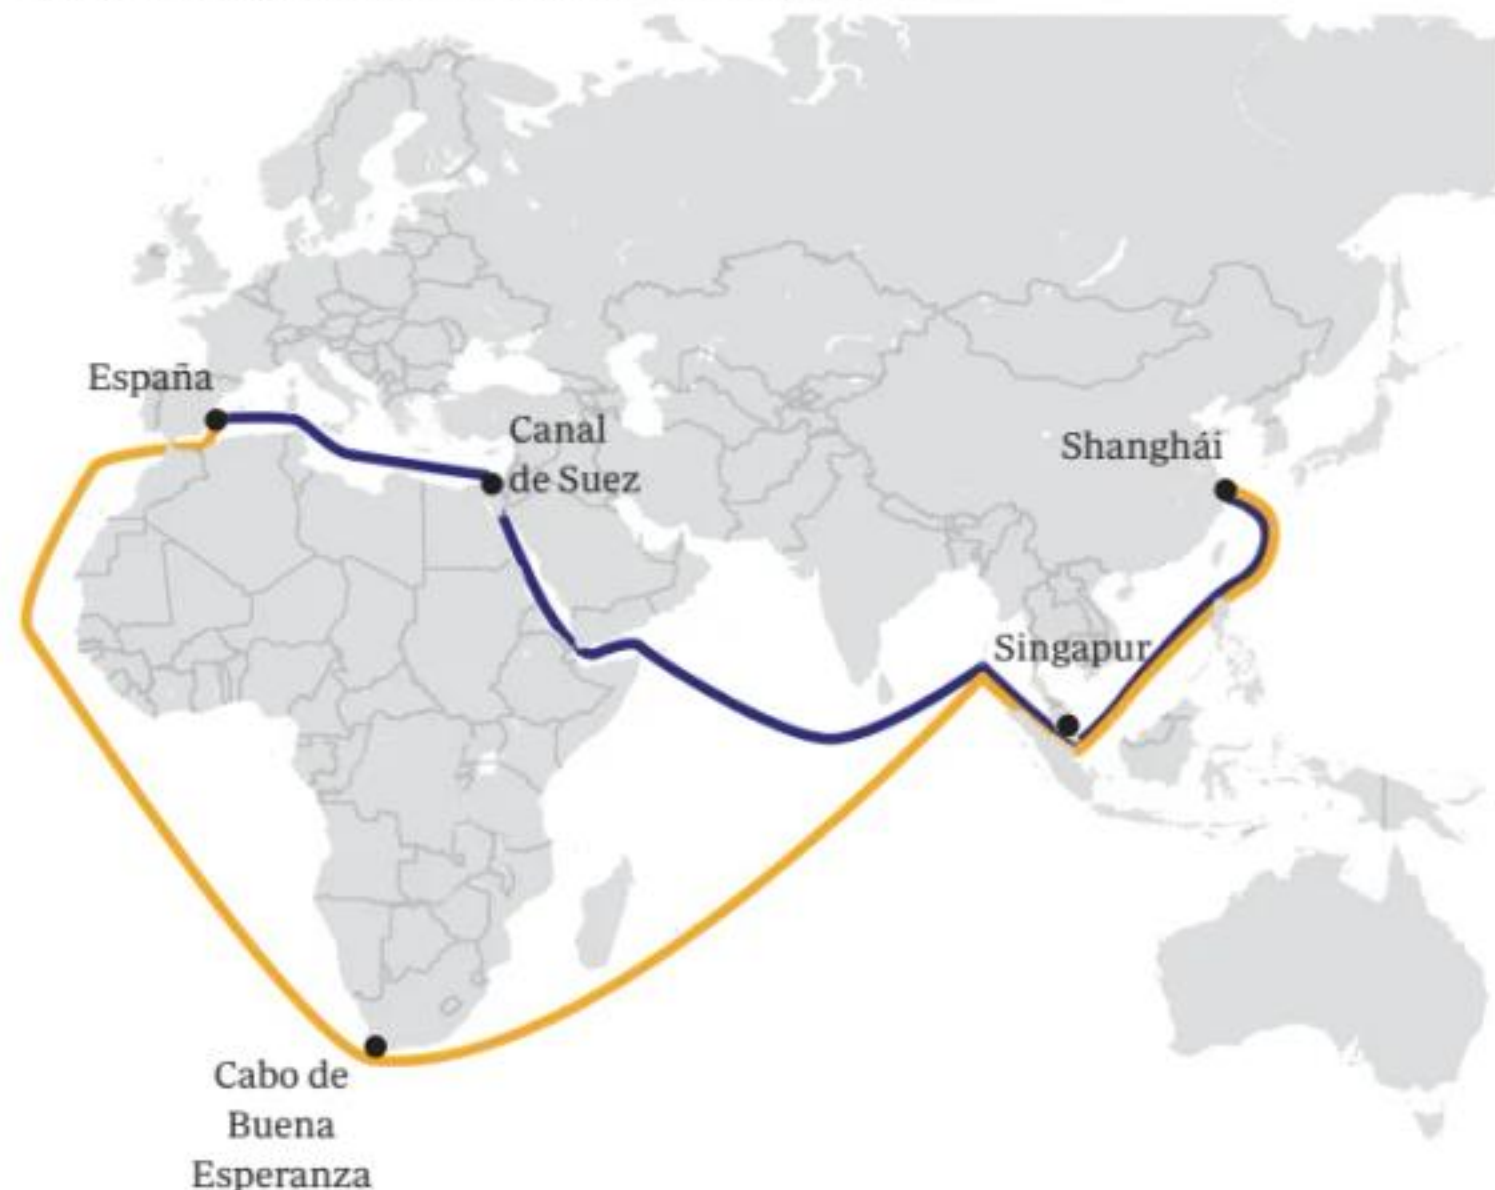 España
Canal
de Suez
Shanghái
Singapur
Cabo de
Buena
Esperanza